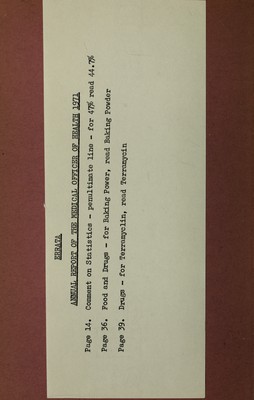 ERRATA
ANNUAL REPORT OF THE MEDICAL OFFICER OF HEALTH 1971
Page 14. Comment on Statistics - penultimate line - for 47% read 44.7%
Page 36. Food and Drugs - for Baking Power, read Baking Powder
Page 39. Drugs - for Terramyclin, read Terramycin